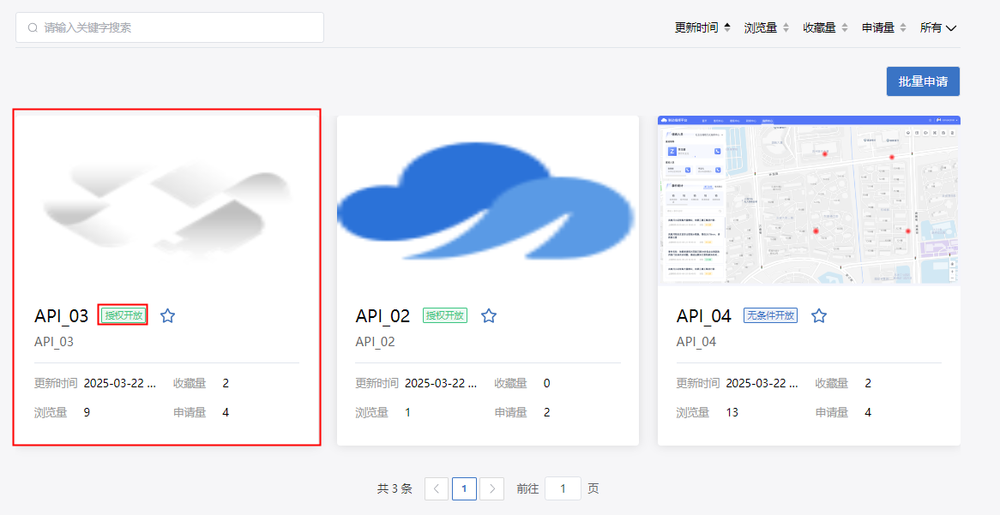 请输入关键字搜索
更新时间 浏览量 收藏量 申请量 所有
批量申请
API_03 授权开放
API_03
更新时间 2025-03-22 ... 收藏量 2
浏览量 9 申请量 4
API_02 授权开放
API_02
更新时间 2025-03-22 ... 收藏量 0
浏览量 1 申请量 2
API_04 无条件开放
API_04
更新时间 2025-03-22 ... 收藏量 2
浏览量 13 申请量 4
共 3 条 1 前往 1 页